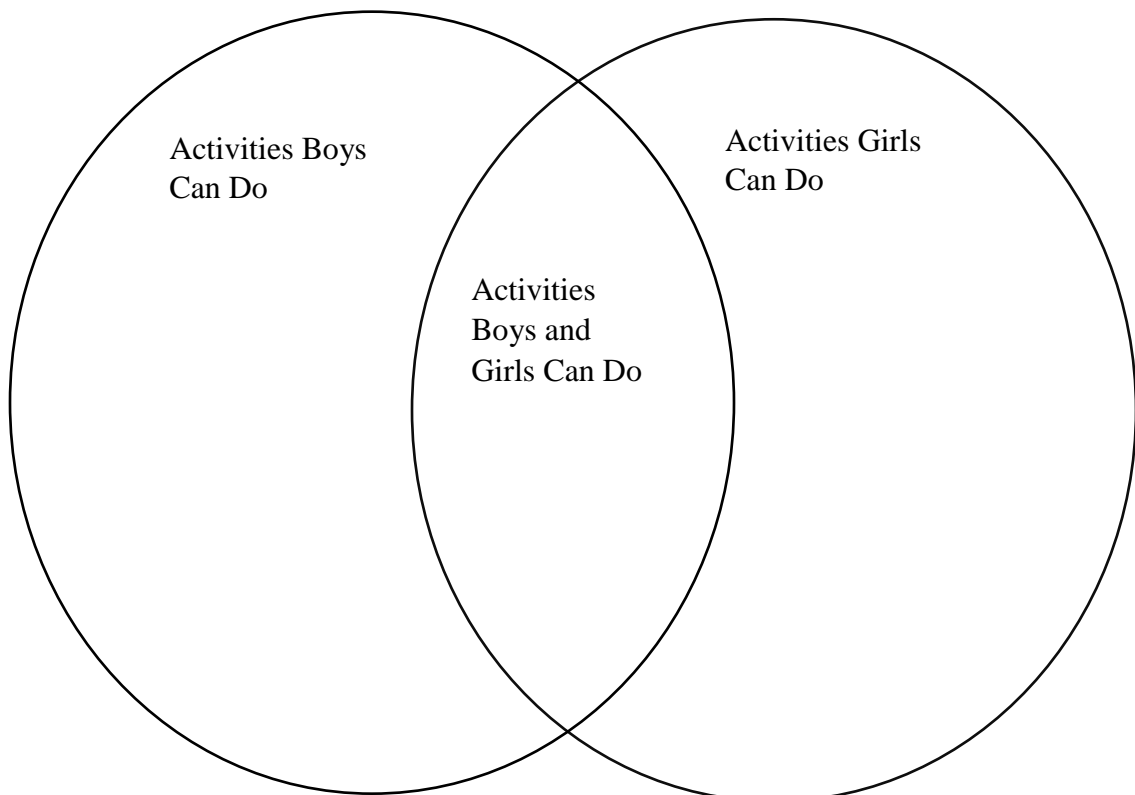 Activities Boys
Can Do
Activities Girls
Can Do
Activities
Boys and
Girls Can Do